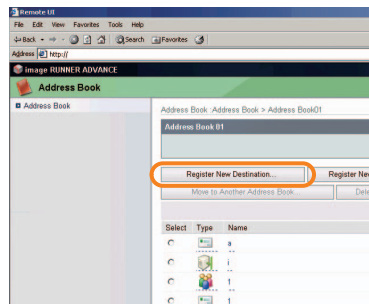 Remote UI
File Edit View Favorites Tools Help
Back Search Favorites
Address http://
image RUNNER ADVANCE
Address Book
Address Book
Address Book :Address Book > Address Book01
Address Book 01
Register New Destination... Register New
Move to Another Address Book... Dele
Select Type Name
a
i
1
1